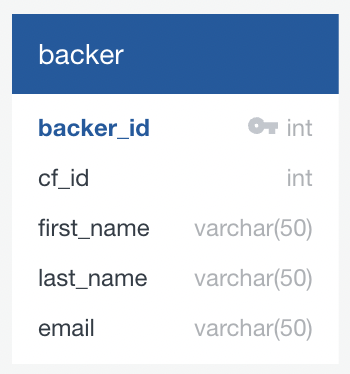 backer
backer_id int
cf_id int
first_name varchar(50)
last_name varchar(50)
email varchar(50)